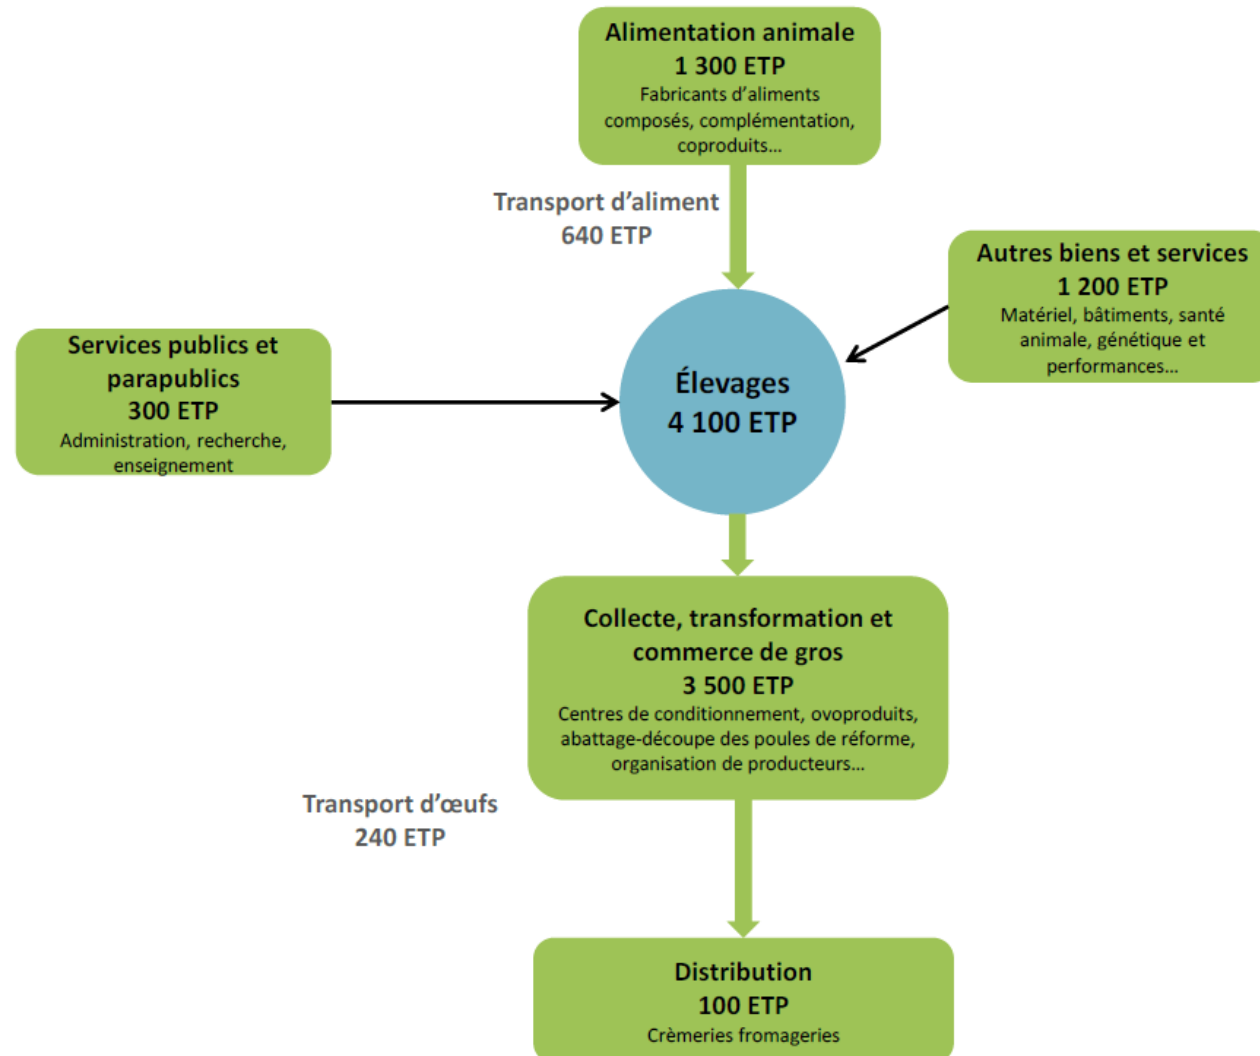 Alimentation animale
1 300 ETP
Fabricants d’aliments
composés, complémentation,
coproduits…
Transport d’aliment
640 ETP
Autres biens et services
1 200 ETP
Matériel, bâtiments, santé
animale, génétique et
performances…
Services publics et
parapublics
300 ETP
Administration, recherche,
enseignement
Élevages
4 100 ETP
Collecte, transformation et
commerce de gros
3 500 ETP
Centres de conditionnement, ovoproduits,
abattage-découpe des poules de réforme,
organisation de producteurs…
Transport d’œufs
240 ETP
Distribution
100 ETP
Crèmeries fromageries